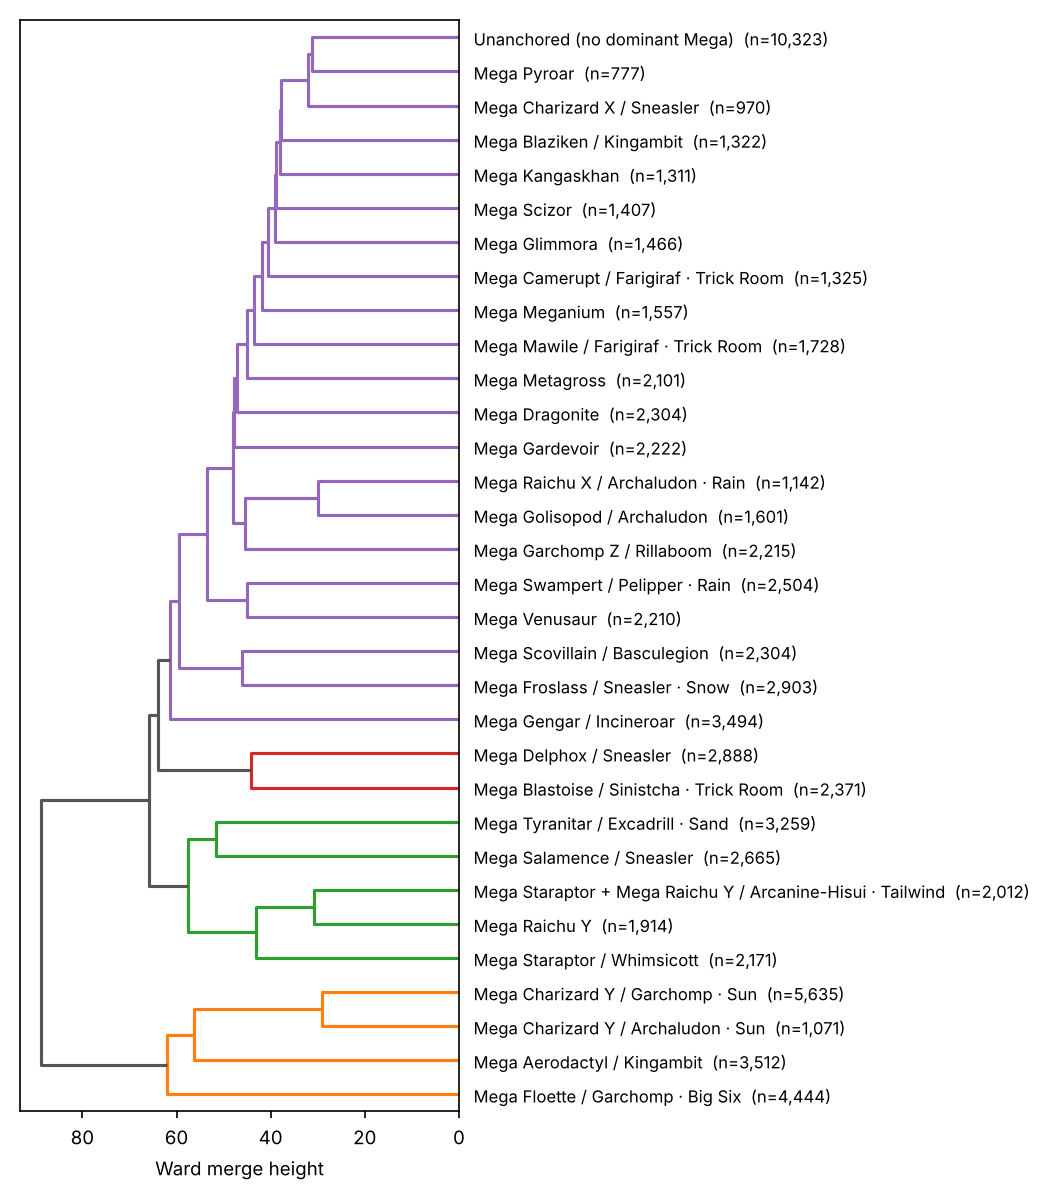 Unanchored (no dominant Mega) (n=10,323)
Mega Pyroar (n=777)
Mega Charizard X / Sneasler (n=970)
Mega Blaziken / Kingambit (n=1,322)
Mega Kangaskhan (n=1,311)
Mega Scizor (n=1,407)
Mega Glimmora (n=1,466)
Mega Camerupt / Farigiraf · Trick Room (n=1,325)
Mega Meganium (n=1,557)
Mega Mawile / Farigiraf · Trick Room (n=1,728)
Mega Metagross (n=2,101)
Mega Dragonite (n=2,304)
Mega Gardevoir (n=2,222)
Mega Raichu X / Archaludon · Rain (n=1,142)
Mega Golisopod / Archaludon (n=1,601)
Mega Garchomp Z / Rillaboom (n=2,215)
Mega Swampert / Pelipper · Rain (n=2,504)
Mega Venusaur (n=2,210)
Mega Scovillain / Basculegion (n=2,304)
Mega Froslass / Sneasler · Snow (n=2,903)
Mega Gengar / Incineroar (n=3,494)
Mega Delphox / Sneasler (n=2,888)
Mega Blastoise / Sinistcha · Trick Room (n=2,371)
Mega Tyranitar / Excadrill · Sand (n=3,259)
Mega Salamence / Sneasler (n=2,665)
Mega Staraptor + Mega Raichu Y / Arcanine-Hisui · Tailwind (n=2,012)
Mega Raichu Y (n=1,914)
Mega Staraptor / Whimsicott (n=2,171)
Mega Charizard Y / Garchomp · Sun (n=5,635)
Mega Charizard Y / Archaludon · Sun (n=1,071)
Mega Aerodactyl / Kingambit (n=3,512)
Mega Floette / Garchomp · Big Six (n=4,444)
80 60 40 20 0
Ward merge height